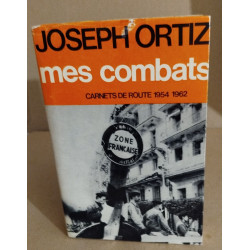 JOSEPH ORTIZ
mes combats
CARNETS DE ROUTE 1954 1962
ZONE
FRANÇAISE